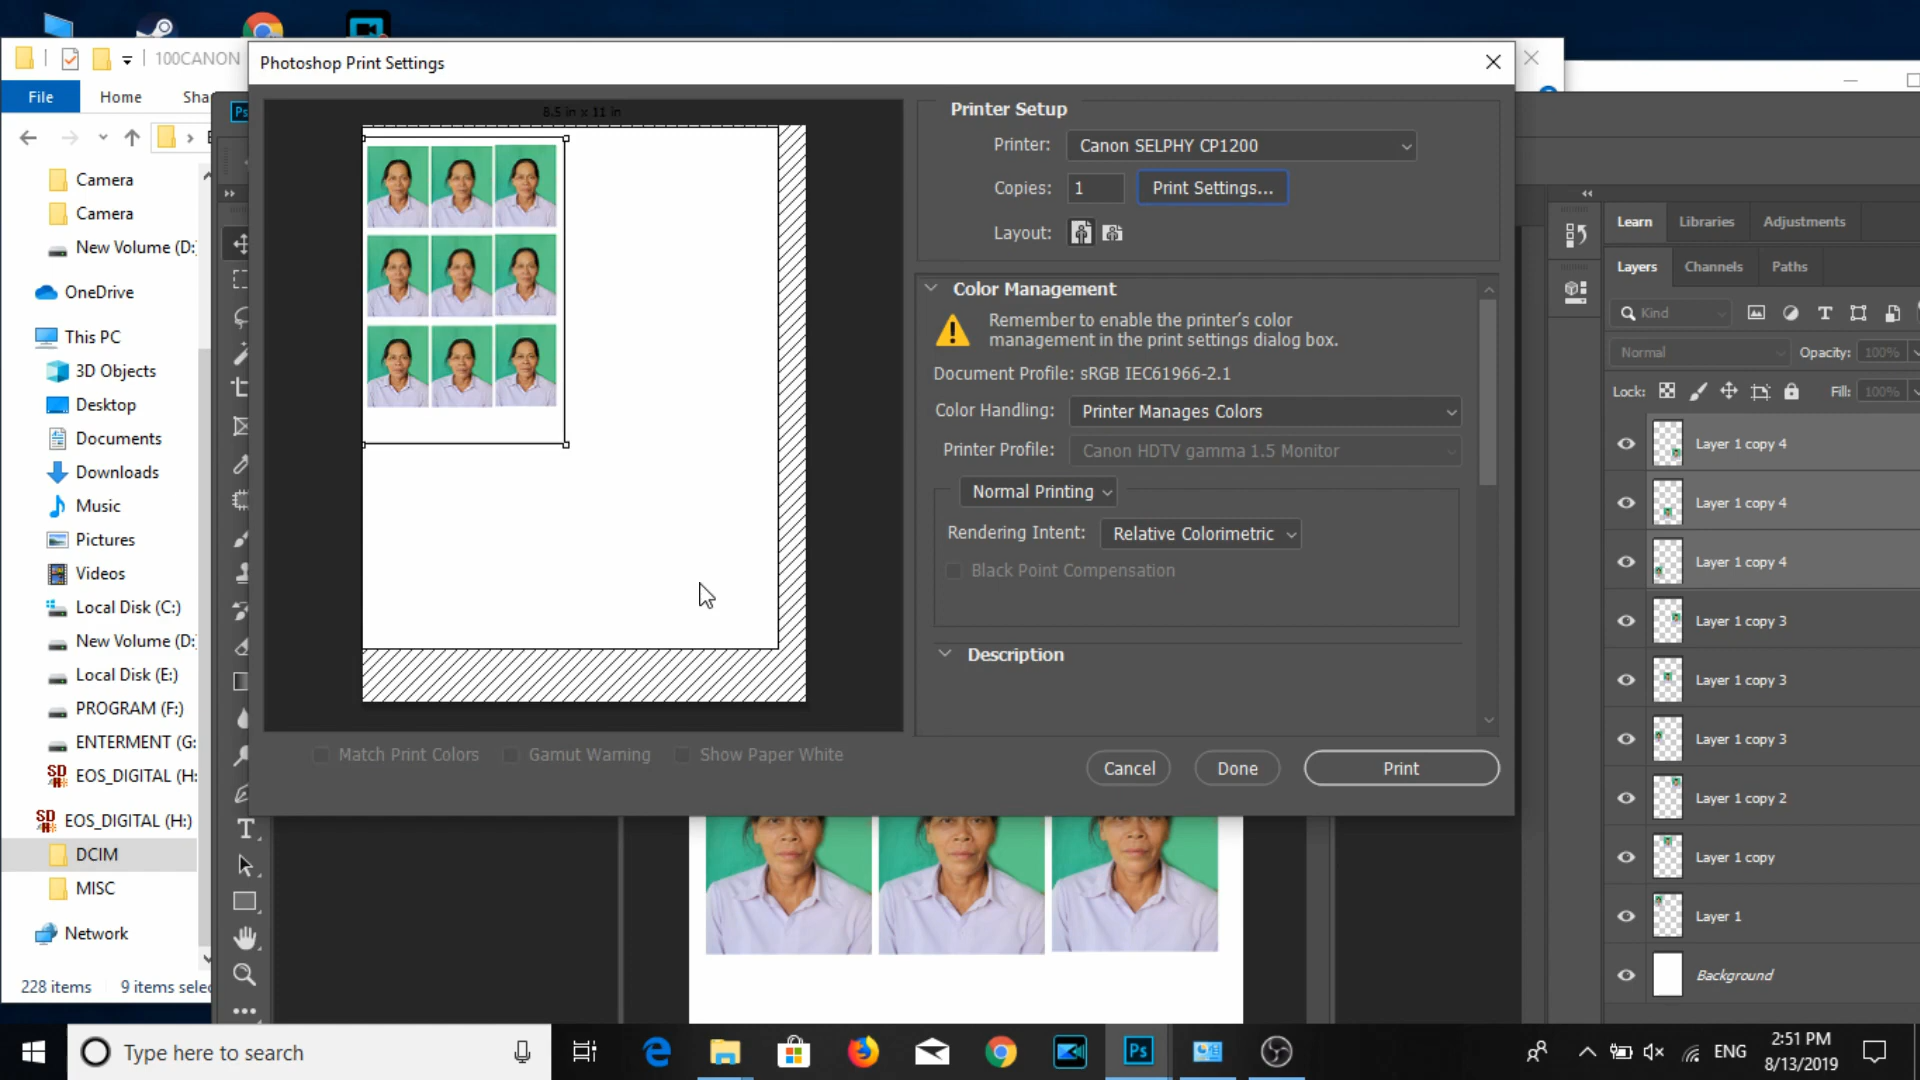 100CANON
File
Home
Sha
Camera
Camera
New Volume (D:
OneDrive
This PC
3D Objects
Desktop
Documents
Downloads
Music
Pictures
Videos
Local Disk (C:)
New Volume (D:
Local Disk (E:)
PROGRAM (F:)
ENTERMENT (G:
EOS_DIGITAL (H:
EOS_DIGITAL (H:)
DCIM
MISC
Network
228 items
9 items selec
Ps
Photoshop Print Settings
8.5 in x 11 in
Printer Setup
Printer:
Canon SELPHY CP1200
Copies:
1
Print Settings...
Layout:
Color Management
Remember to enable the printer's color
management in the print settings dialog box.
Document Profile: sRGB IEC61966-2.1
Color Handling:
Printer Manages Colors
Printer Profile:
Canon HDTV gamma 1.5 Monitor
Normal Printing
Rendering Intent:
Relative Colorimetric
Black Point Compensation
Description
Match Print Colors
Gamut Warning
Show Paper White
Cancel
Done
Print
Learn
Libraries
Adjustments
Layers
Channels
Paths
Kind
Normal
Opacity:
100%
Lock:
Fill:
100%
Layer 1 copy 4
Layer 1 copy 4
Layer 1 copy 4
Layer 1 copy 3
Layer 1 copy 3
Layer 1 copy 3
Layer 1 copy 2
Layer 1 copy
Layer 1
Background
Type here to search
Ps
ENG
2:51 PM
8/13/2019